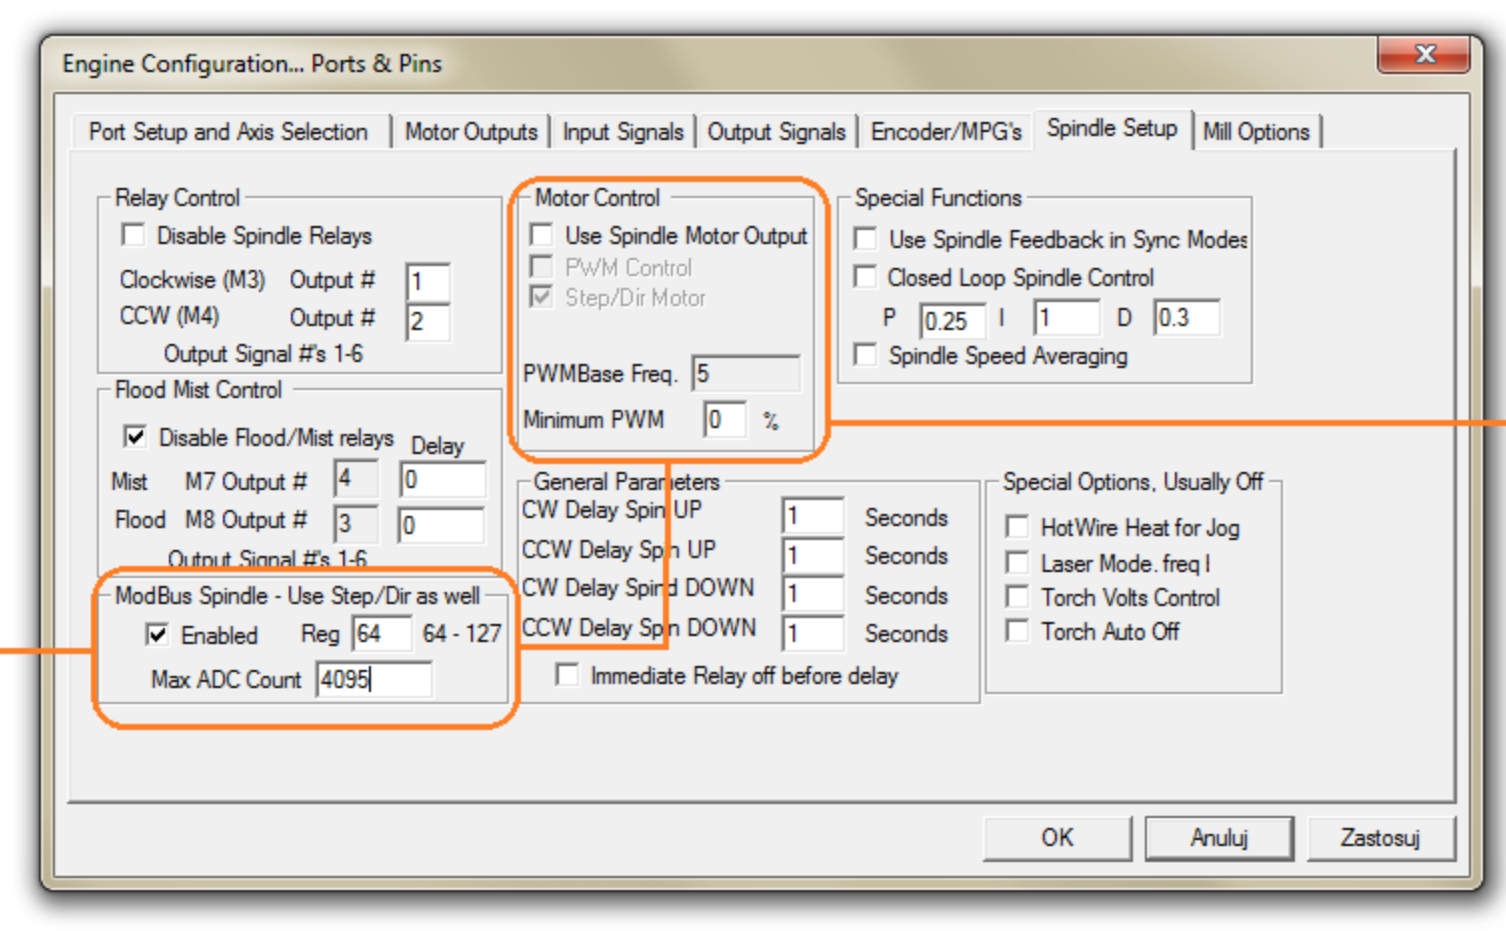 Engine Configuration... Ports & Pins
Port Setup and Axis Selection Motor Outputs Input Signals Output Signals Encoder/MPG's Spindle Setup Mill Options
Relay Control
Disable Spindle Relays
Clockwise (M3) Output # 1
CCW (M4) Output # 2
Output Signal #'s 1-6
Flood Mist Control
Disable Flood/Mist relays Delay
Mist M7 Output # 4 0
Flood M8 Output # 3 0
Output Signal #'s 1-6
ModBus Spindle - Use Step/Dir as well
Enabled Reg 64 64 - 127
Max ADC Count 4095
Motor Control
Use Spindle Motor Output
PWM Control
Step/Dir Motor
PWMBase Freq. 5
Minimum PWM 0 %
General Parameters
CW Delay Spin UP 1 Seconds
CCW Delay Spin UP 1 Seconds
CW Delay Spind DOWN 1 Seconds
CCW Delay Spin DOWN 1 Seconds
Immediate Relay off before delay
Special Functions
Use Spindle Feedback in Sync Modes
Closed Loop Spindle Control
P 0.25 I 1 D 0.3
Spindle Speed Averaging
Special Options, Usually Off
HotWire Heat for Jog
Laser Mode. freq I
Torch Volts Control
Torch Auto Off
OK Anuluj Zastosuj